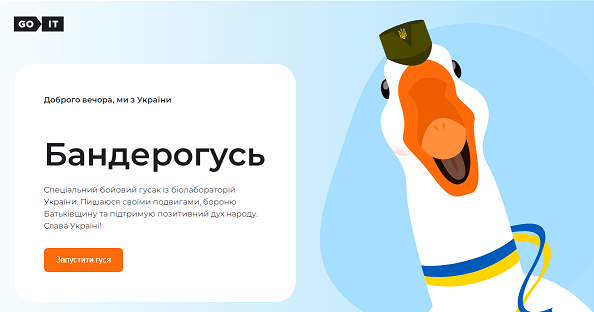 GO IT
Доброго вечора, ми з України
Бандерогусь
Спеціальний бойовий гусак із біолабораторій
України. Пишаюся своїми подвигами, бороню
Батьківщину та підтримую позитивний дух народу.
Слава Україні!
Запустити гуся